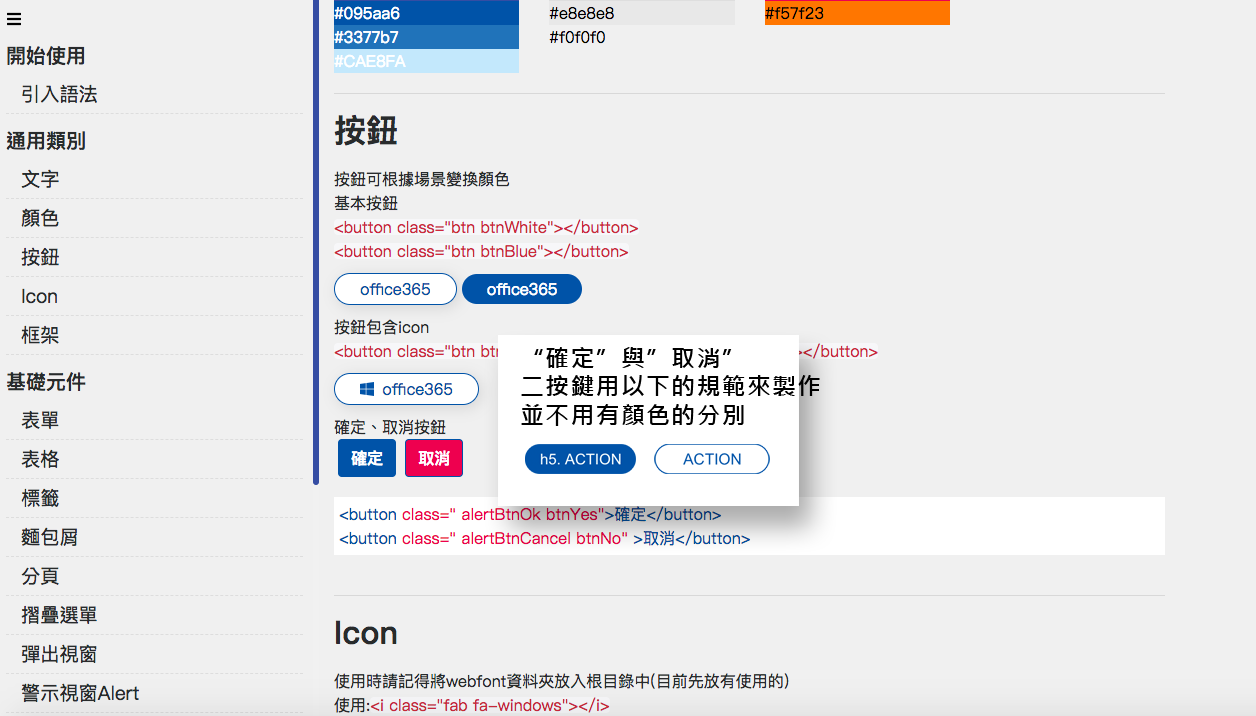 開始使用
引入語法
通用類別
文字
顏色
按鈕
Icon
框架
基礎元件
表單
表格
標籤
麵包屑
分頁
摺疊選單
彈出視窗
警示視窗Alert
#095aa6
#e8e8e8
#f57f23
#3377b7
#f0f0f0
#CAE8FA
按鈕
按鈕可根據場景變換顏色
基本按鈕
<button class="btn btnWhite"></button>
<button class="btn btnBlue"></button>
office365
office365
按鈕包含icon
<button class="btn bt
></button>
office365
確定、取消按鈕
確定
取消
“確定”與”取消”
二按鍵用以下的規範來製作
並不用有顏色的分別
h5. ACTION
ACTION
<button class=" alertBtnOk btnYes">確定</button>
<button class=" alertBtnCancel btnNo" >取消</button>
Icon
使用時請記得將webfont資料夾放入根目錄中(目前先放有使用的)
使用:<i class="fab fa-windows"></i>